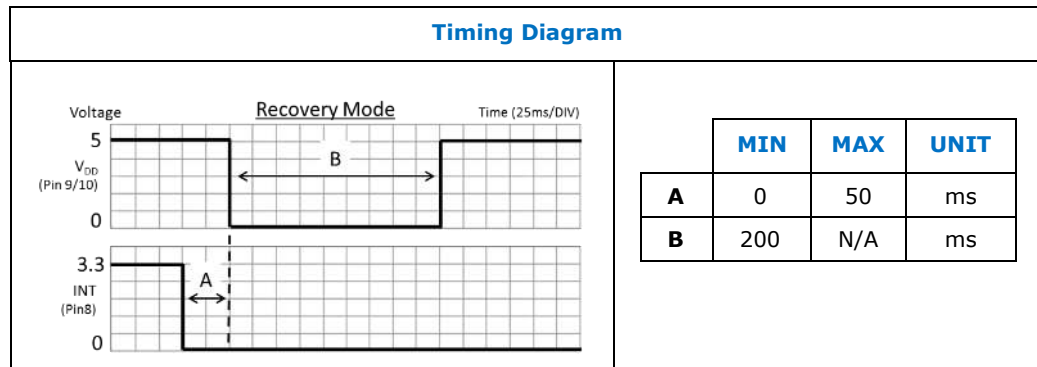 Timing Diagram
Voltage Recovery Mode Time (25ms/DIV)
5
B
VDD
(Pin 9/10)
0
3.3
A
INT
(Pin8)
0
MIN MAX UNIT
A 0 50 ms
B 200 N/A ms